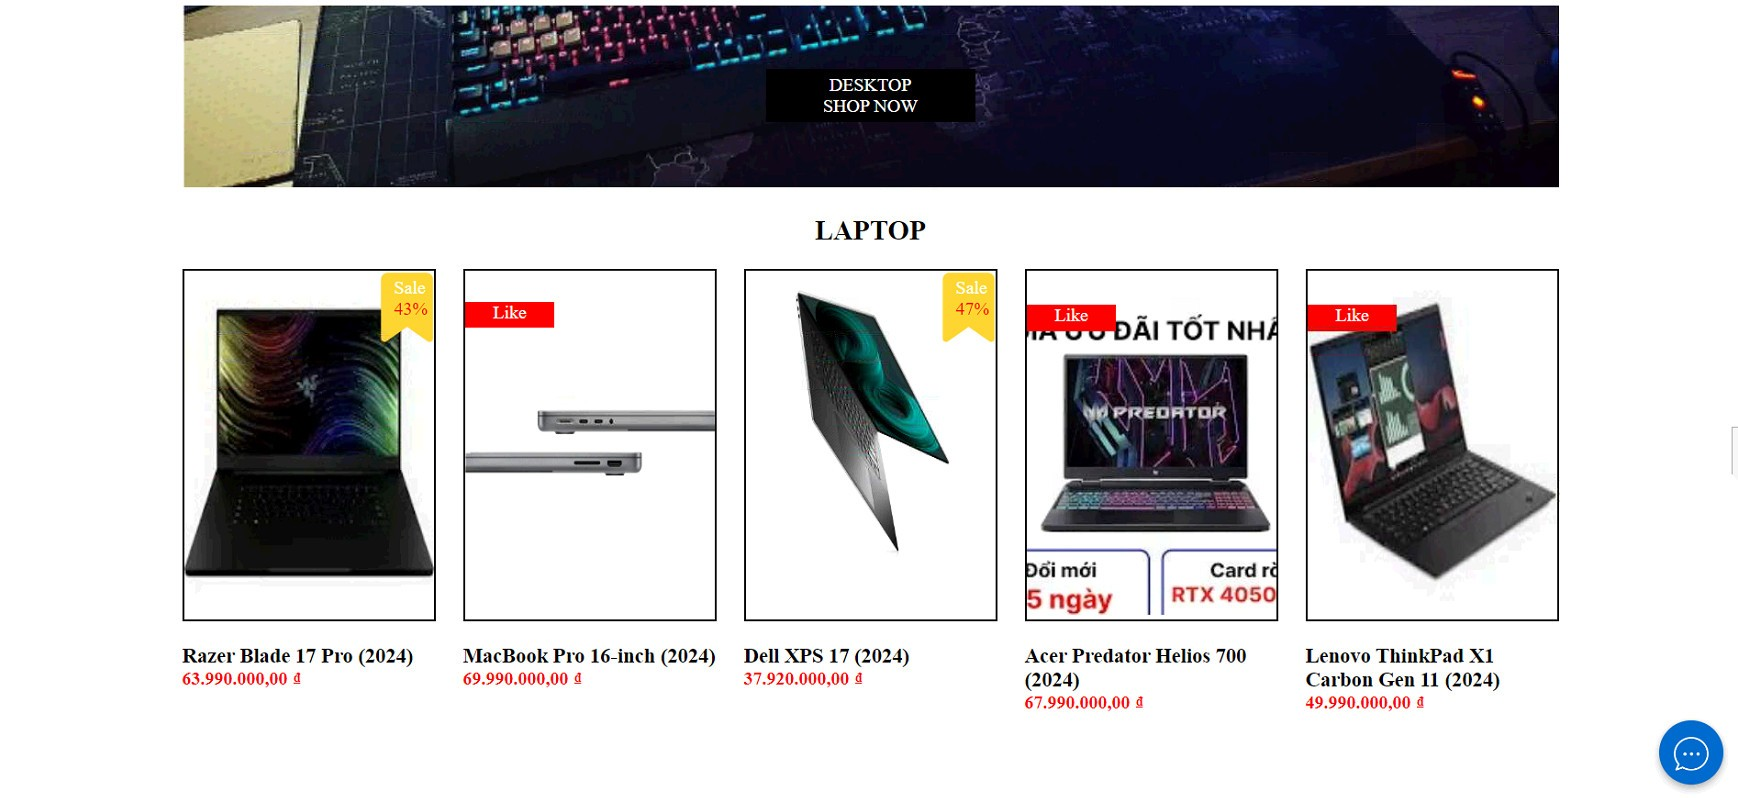 DESKTOP
SHOP NOW
LAPTOP
Sale
43%
Like
Sale
47%
Like
ĐÃI TỐT NHẤ
PREDATOR
Đổi mới
5 ngày
Card rờ
RTX 4050
Like
Razer Blade 17 Pro (2024)
63.990.000,00 ₫
MacBook Pro 16-inch (2024)
69.990.000,00 ₫
Dell XPS 17 (2024)
37.920.000,00 ₫
Acer Predator Helios 700
(2024)
67.990.000,00 ₫
Lenovo ThinkPad X1
Carbon Gen 11 (2024)
49.990.000,00 ₫